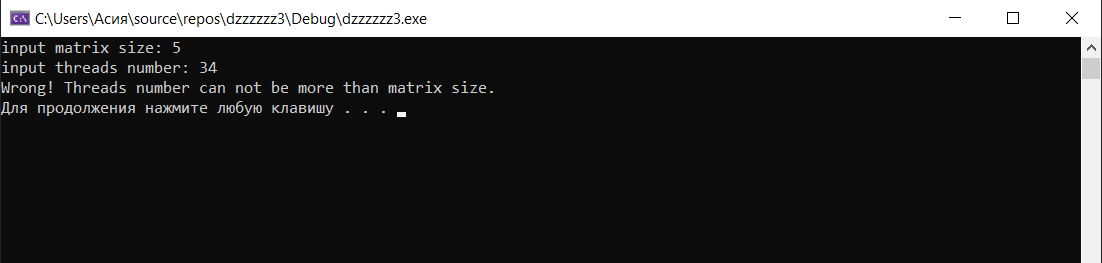 C:\Users\Асия\source\repos\dzzzzzz3\Debug\dzzzzzz3.exe
input matrix size: 5
input threads number: 34
Wrong! Threads number can not be more than matrix size.
Для продолжения нажмите любую клавишу . . .